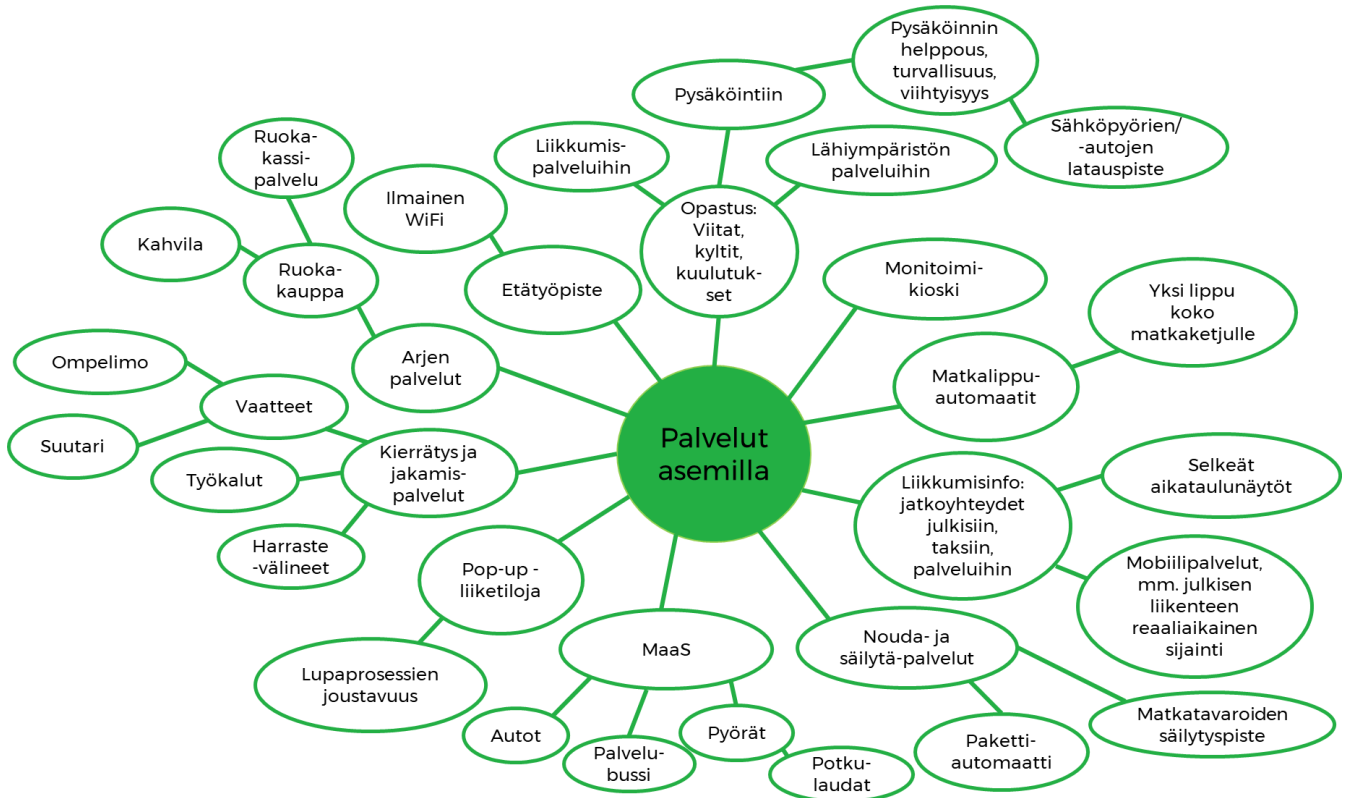 Palvelut
asemilla
Opastus:
Viitat,
kyltit,
kuulutuk-
set
Liikkumis-
palveluihin
Pysäköintiin
Pysäköinnin
helppous,
turvallisuus,
viihtyisyys
Sähköpyörien/
-autojen
latauspiste
Lähiympäristön
palveluihin
Monitoimi-
kioski
Matkalippu-
automaatit
Yksi lippu
koko
matkaketjulle
Liikkumisinfo:
jatkoyhteydet
julkisiin,
taksiin,
palveluihin
Selkeät
aikataulunäytöt
Mobiilipalvelut,
mm. julkisen
liikenteen
reaaliaikainen
sijainti
Nouda- ja
säilytä-palvelut
Matkatavaroiden
säilytyspiste
Paketti-
automaatti
MaaS
Pyörät
Potku-
laudat
Palvelu-
bussi
Autot
Pop-up -
liiketiloja
Lupaprosessien
joustavuus
Kierrätys ja
jakamis-
palvelut
Harraste
-välineet
Työkalut
Vaatteet
Suutari
Ompelimo
Arjen
palvelut
Ruoka-
kauppa
Kahvila
Ruoka-
kassi-
palvelu
Etätyöpiste
Ilmainen
WiFi